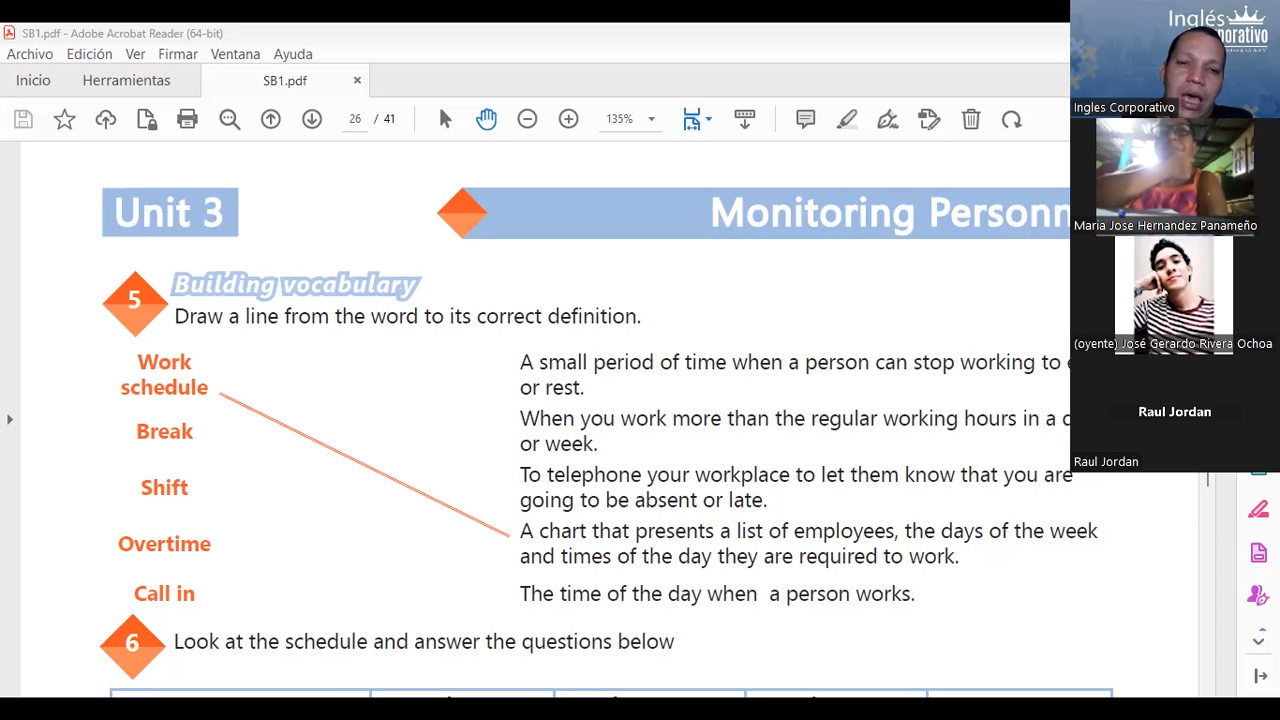 SB1.pdf - Adobe Acrobat Reader (64-bit)
Archivo Edición Ver Firmar Ventana Ayuda
Inicio Herramientas SB1.pdf ×
26 / 41 135%
Unit 3
Monitoring Personn
5
Building vocabulary
Draw a line from the word to its correct definition.
Work
schedule
Break
Shift
Overtime
Call in
A small period of time when a person can stop working to
or rest.
When you work more than the regular working hours in a
or week.
To telephone your workplace to let them know that you are
going to be absent or late.
A chart that presents a list of employees, the days of the week
and times of the day they are required to work.
The time of the day when a person works.
6
Look at the schedule and answer the questions below
Inglés
rporativo
Ingles Corporativo
Maria Jose Hernandez Panameño
(oyente) José Gerardo Rivera Ochoa
Raul Jordan
Raul Jordan